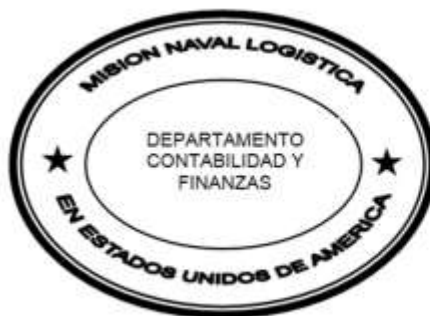 MISION NAVAL LOGISTICA
DEPARTAMENTO
CONTABILIDAD Y
FINANZAS
EN ESTADOS UNIDOS DE AMERICA